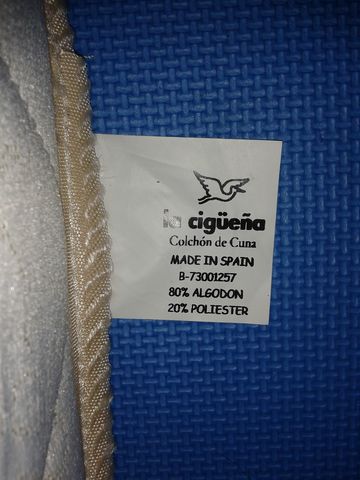 la cigüeña
Colchón de Cuna
MADE IN SPAIN
B-73001257
80% ALGODON
20% POLIESTER